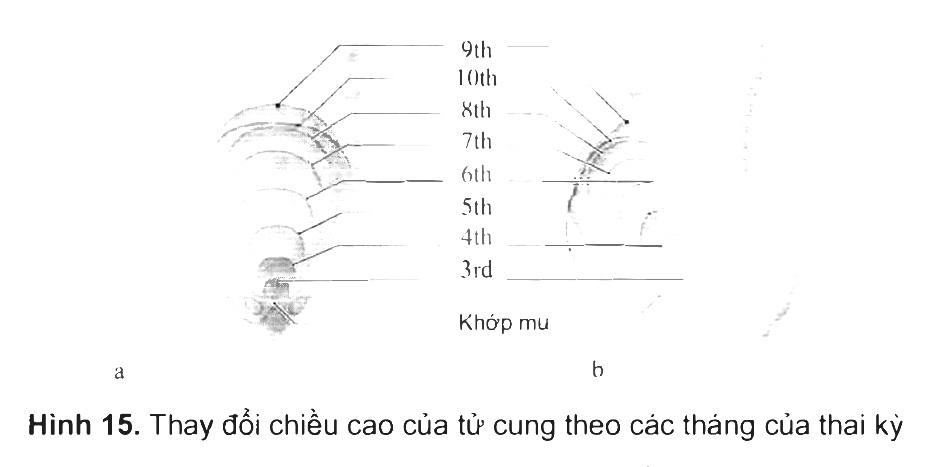 9th
10th
8th
7th
6th
5th
4th
3rd
Khớp mu
a
b
Hình 15. Thay đổi chiều cao của tử cung theo các tháng của thai kỳ